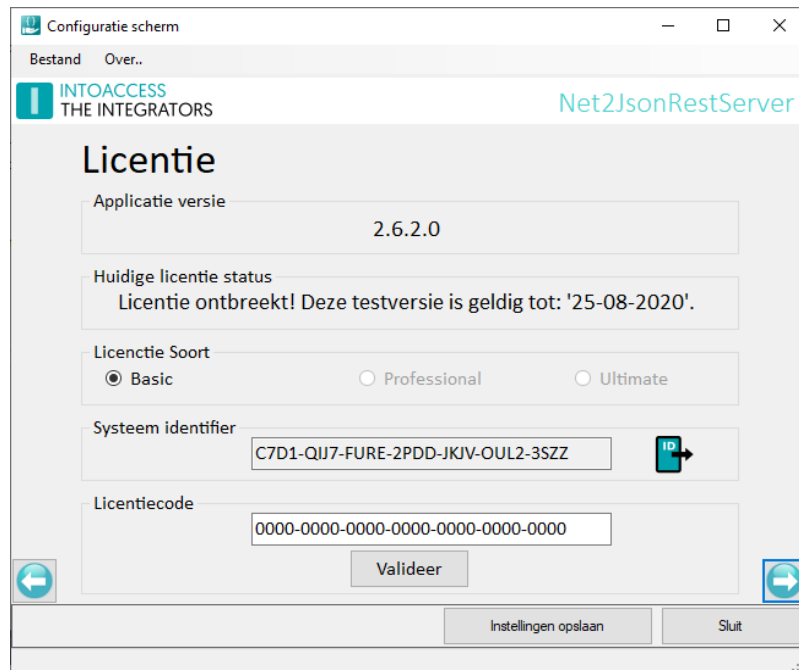 Configuratie scherm
Bestand Over..
INTOACCESS
THE INTEGRATORS
Net2JsonRestServer
Licentie
Applicatie versie
2.6.2.0
Huidige licentie status
Licentie ontbreekt! Deze testversie is geldig tot: '25-08-2020'.
Licenctie Soort
Basic Professional Ultimate
Systeem identifier
C7D1-QIJ7-FURE-2PDD-JKJV-OUL2-3SZZ
ID
Licentiecode
0000-0000-0000-0000-0000-0000-0000
Valideer
Instellingen opslaan Sluit